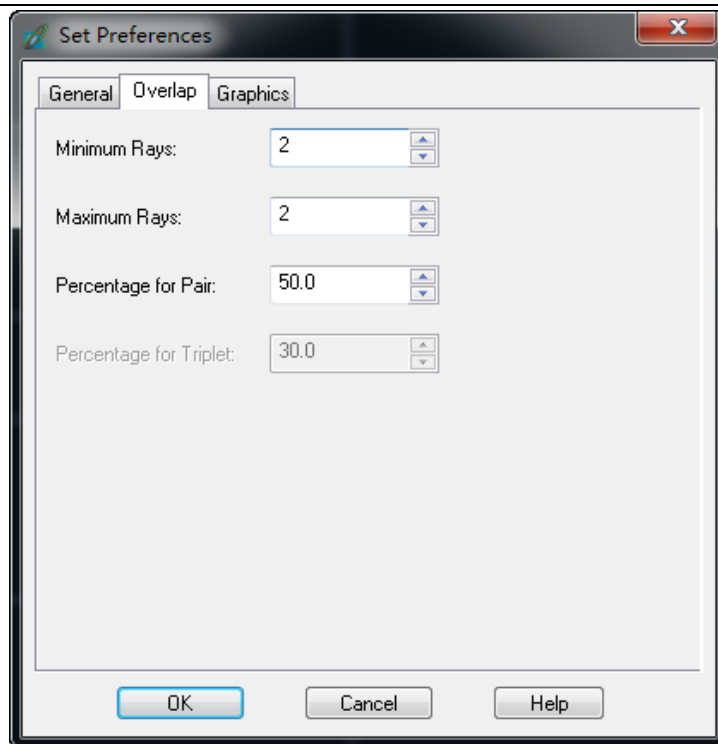 Set Preferences
General Overlap Graphics
Minimum Rays: 2
Maximum Rays: 2
Percentage for Pair: 50.0
Percentage for Triplet: 30.0
OK Cancel Help